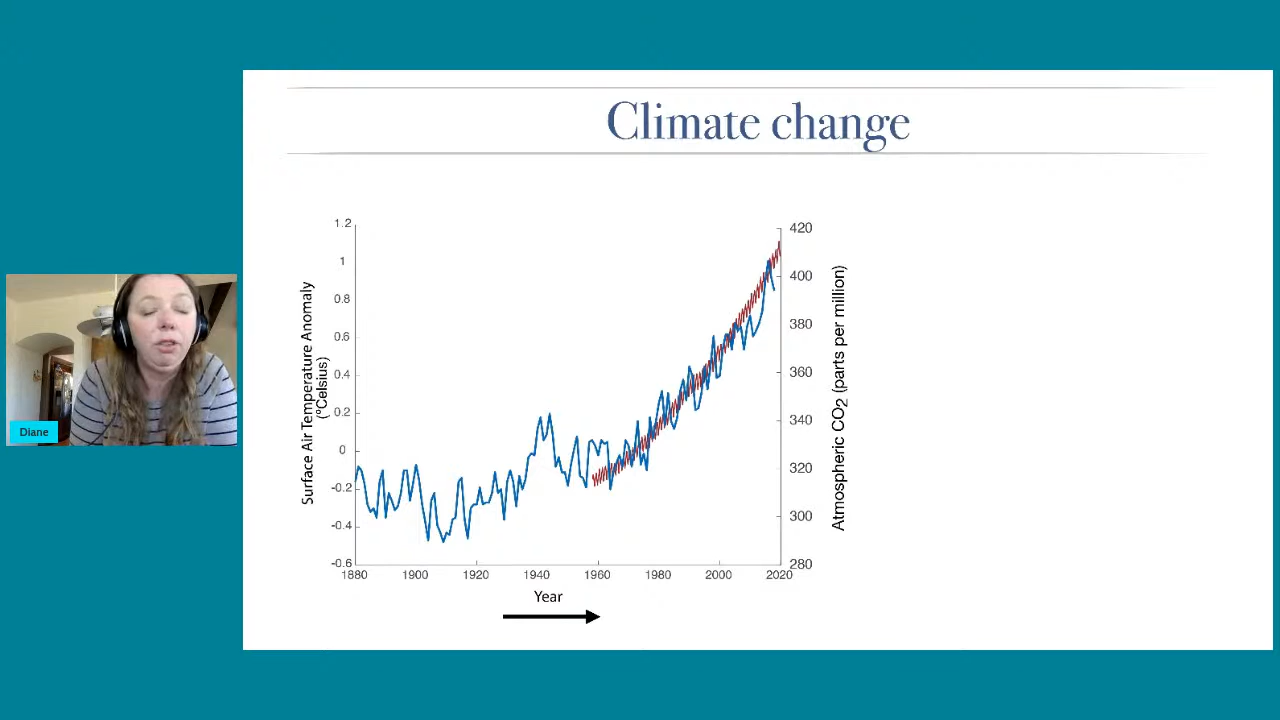 Climate change
1.2
1
0.8
0.6
0.4
0.2
0
-0.2
-0.4
-0.6
Surface Air Temperature Anomaly
(°Celsius)
420
400
380
360
340
320
300
280
Atmospheric CO2 (parts per million)
1880 1900 1920 1940 1960 1980 2000 2020
Year
Diane